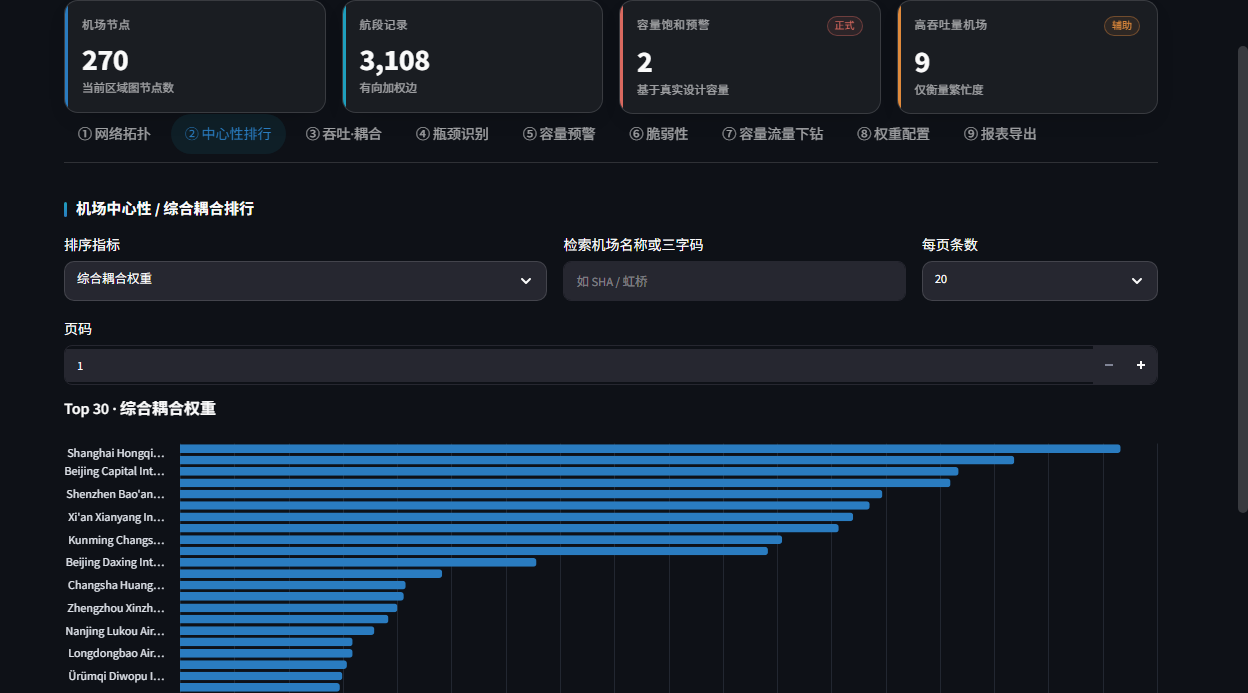 机场节点
270
当前区域图节点数
航段记录
3,108
有向加权边
容量饱和预警 正式
2
基于真实设计容量
高吞吐量机场 辅助
9
仅衡量繁忙度
①网络拓扑 ②中心性排行 ③吞吐·耦合 ④瓶颈识别 ⑤容量预警 ⑥脆弱性 ⑦容量流量下钻 ⑧权重配置 ⑨报表导出
机场中心性 / 综合耦合排行
排序指标 检索机场名称或三字码 每页条数
综合耦合权重 如 SHA / 虹桥 20
页码
1 − +
Top 30 · 综合耦合权重
Shanghai Hongqi…
Beijing Capital Int…
Shenzhen Bao'an…
Xi'an Xianyang In…
Kunming Changs…
Beijing Daxing Int…
Changsha Huang…
Zhengzhou Xinzh…
Nanjing Lukou Air…
Longdongbao Air…
Ürümqi Diwopu I…